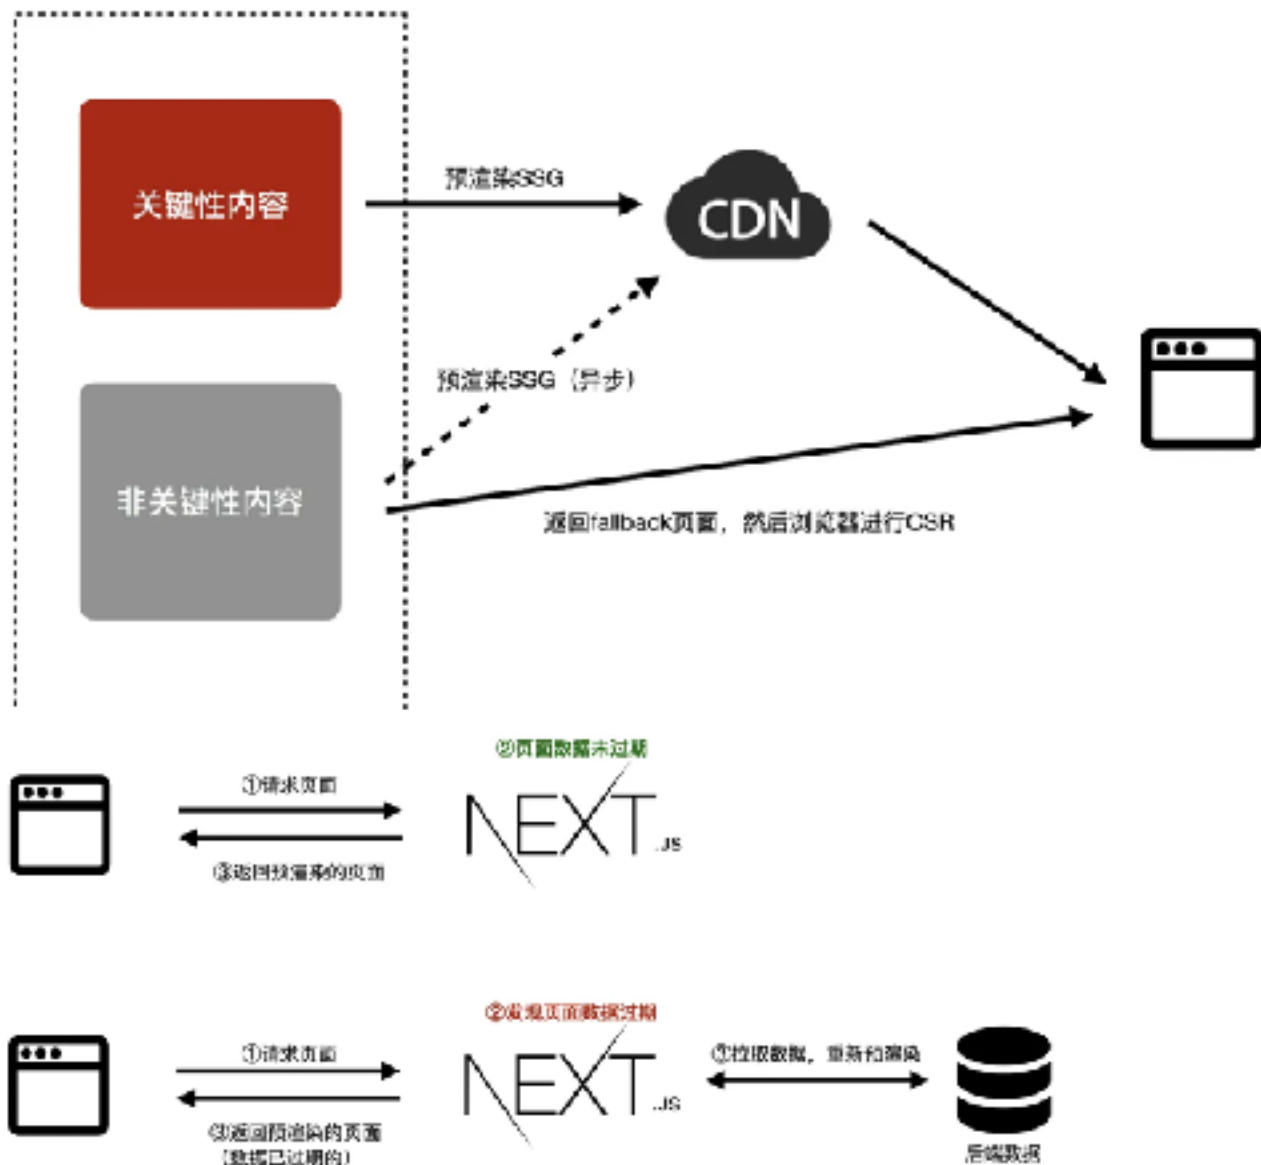 关键性内容
预渲染SSG
CDN
预渲染SSG（异步）
非关键性内容
返回fallback页面，然后浏览器进行CSR
②页面数据未过期
①请求页面
NEXT.JS
③返回预渲染的页面
②发现页面数据过期
①请求页面
NEXT.JS
拉取数据，重新预渲染
③返回预渲染的页面
（数据已过期的）
后端数据